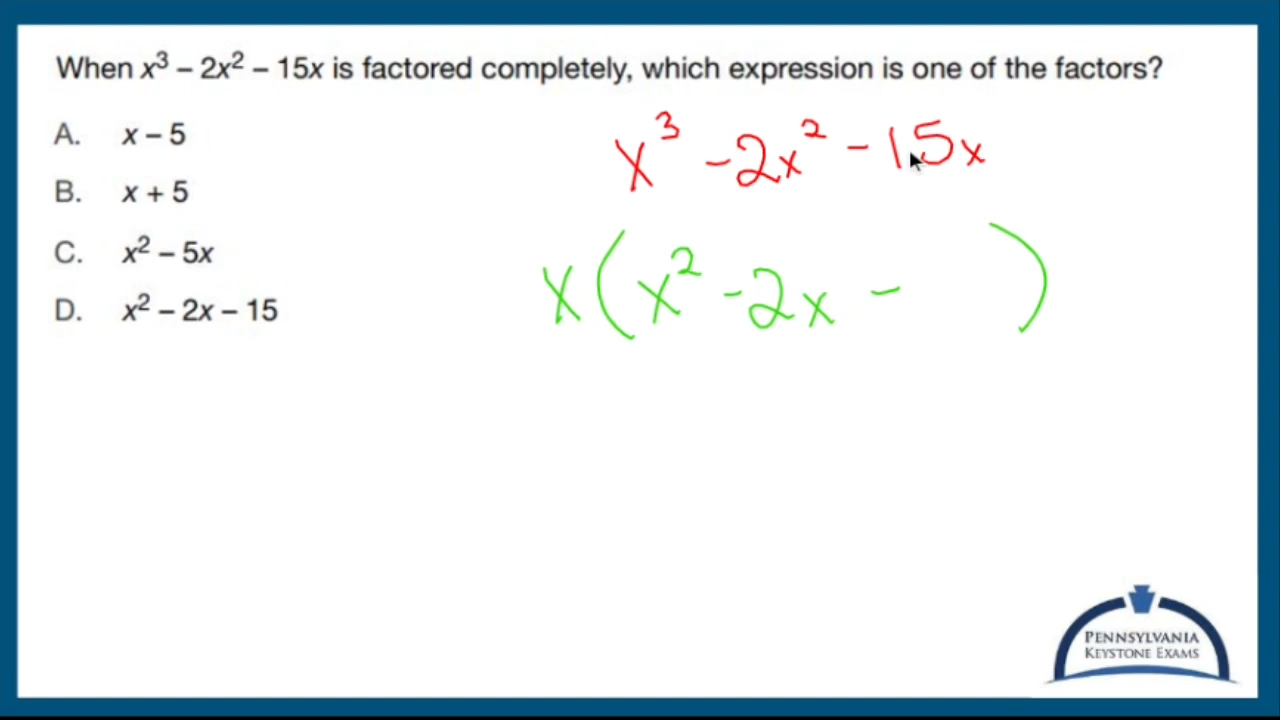 When x³ – 2x² – 15x is factored completely, which expression is one of the factors?
A. x – 5
B. x + 5
C. x² – 5x
D. x² – 2x – 15
x³ - 2x² - 15x
x(x² - 2x - )
PENNSYLVANIA
KEYSTONE EXAMS